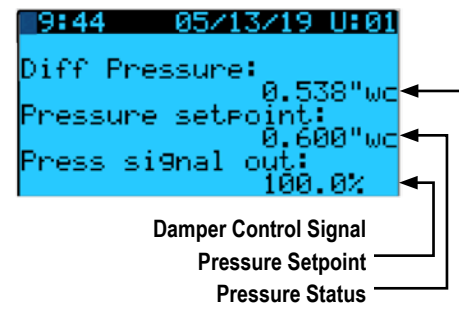 9:44 05/13/19 U:01
Diff Pressure:
0.538"wc
Pressure setpoint:
0.600"wc
Press signal out:
100.0%
Damper Control Signal
Pressure Setpoint
Pressure Status